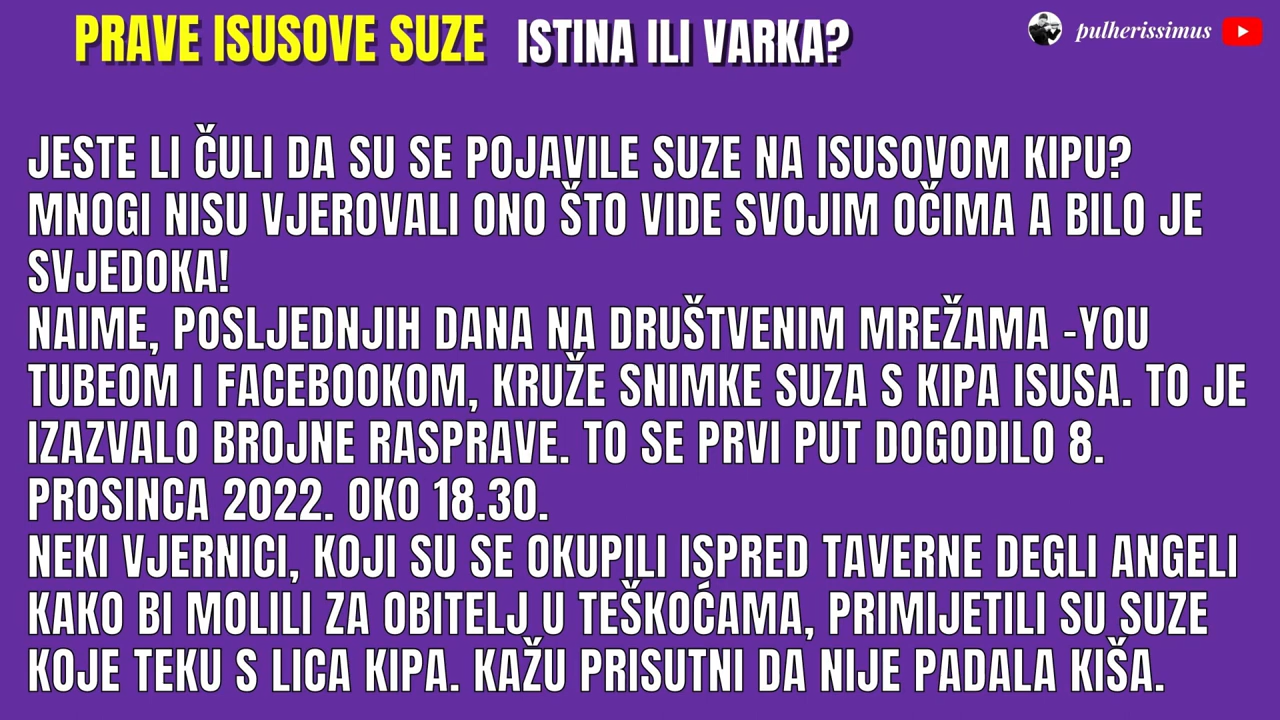 PRAVE ISUSOVE SUZE ISTINA ILI VARKA?
pulherissimus
JESTE LI ČULI DA SU SE POJAVILE SUZE NA ISUSOVOM KIPU?
MNOGI NISU VJEROVALI ONO ŠTO VIDE SVOJIM OČIMA A BILO JE
SVJEDOKA!
NAIME, POSLJEDNJIH DANA NA DRUŠTVENIM MREŽAMA -YOU
TUBEOM I FACEBOOKOM, KRUŽE SNIMKE SUZA S KIPA ISUSA. TO JE
IZAZVALO BROJNE RASPRAVE. TO SE PRVI PUT DOGODILO 8.
PROSINCA 2022. OKO 18.30.
NEKI VJERNICI, KOJI SU SE OKUPILI ISPRED TAVERNE DEGLI ANGELI
KAKO BI MOLILI ZA OBITELJ U TEŠKOĆAMA, PRIMIJETILI SU SUZE
KOJE TEKU S LICA KIPA. KAŽU PRISUTNI DA NIJE PADALA KIŠA.